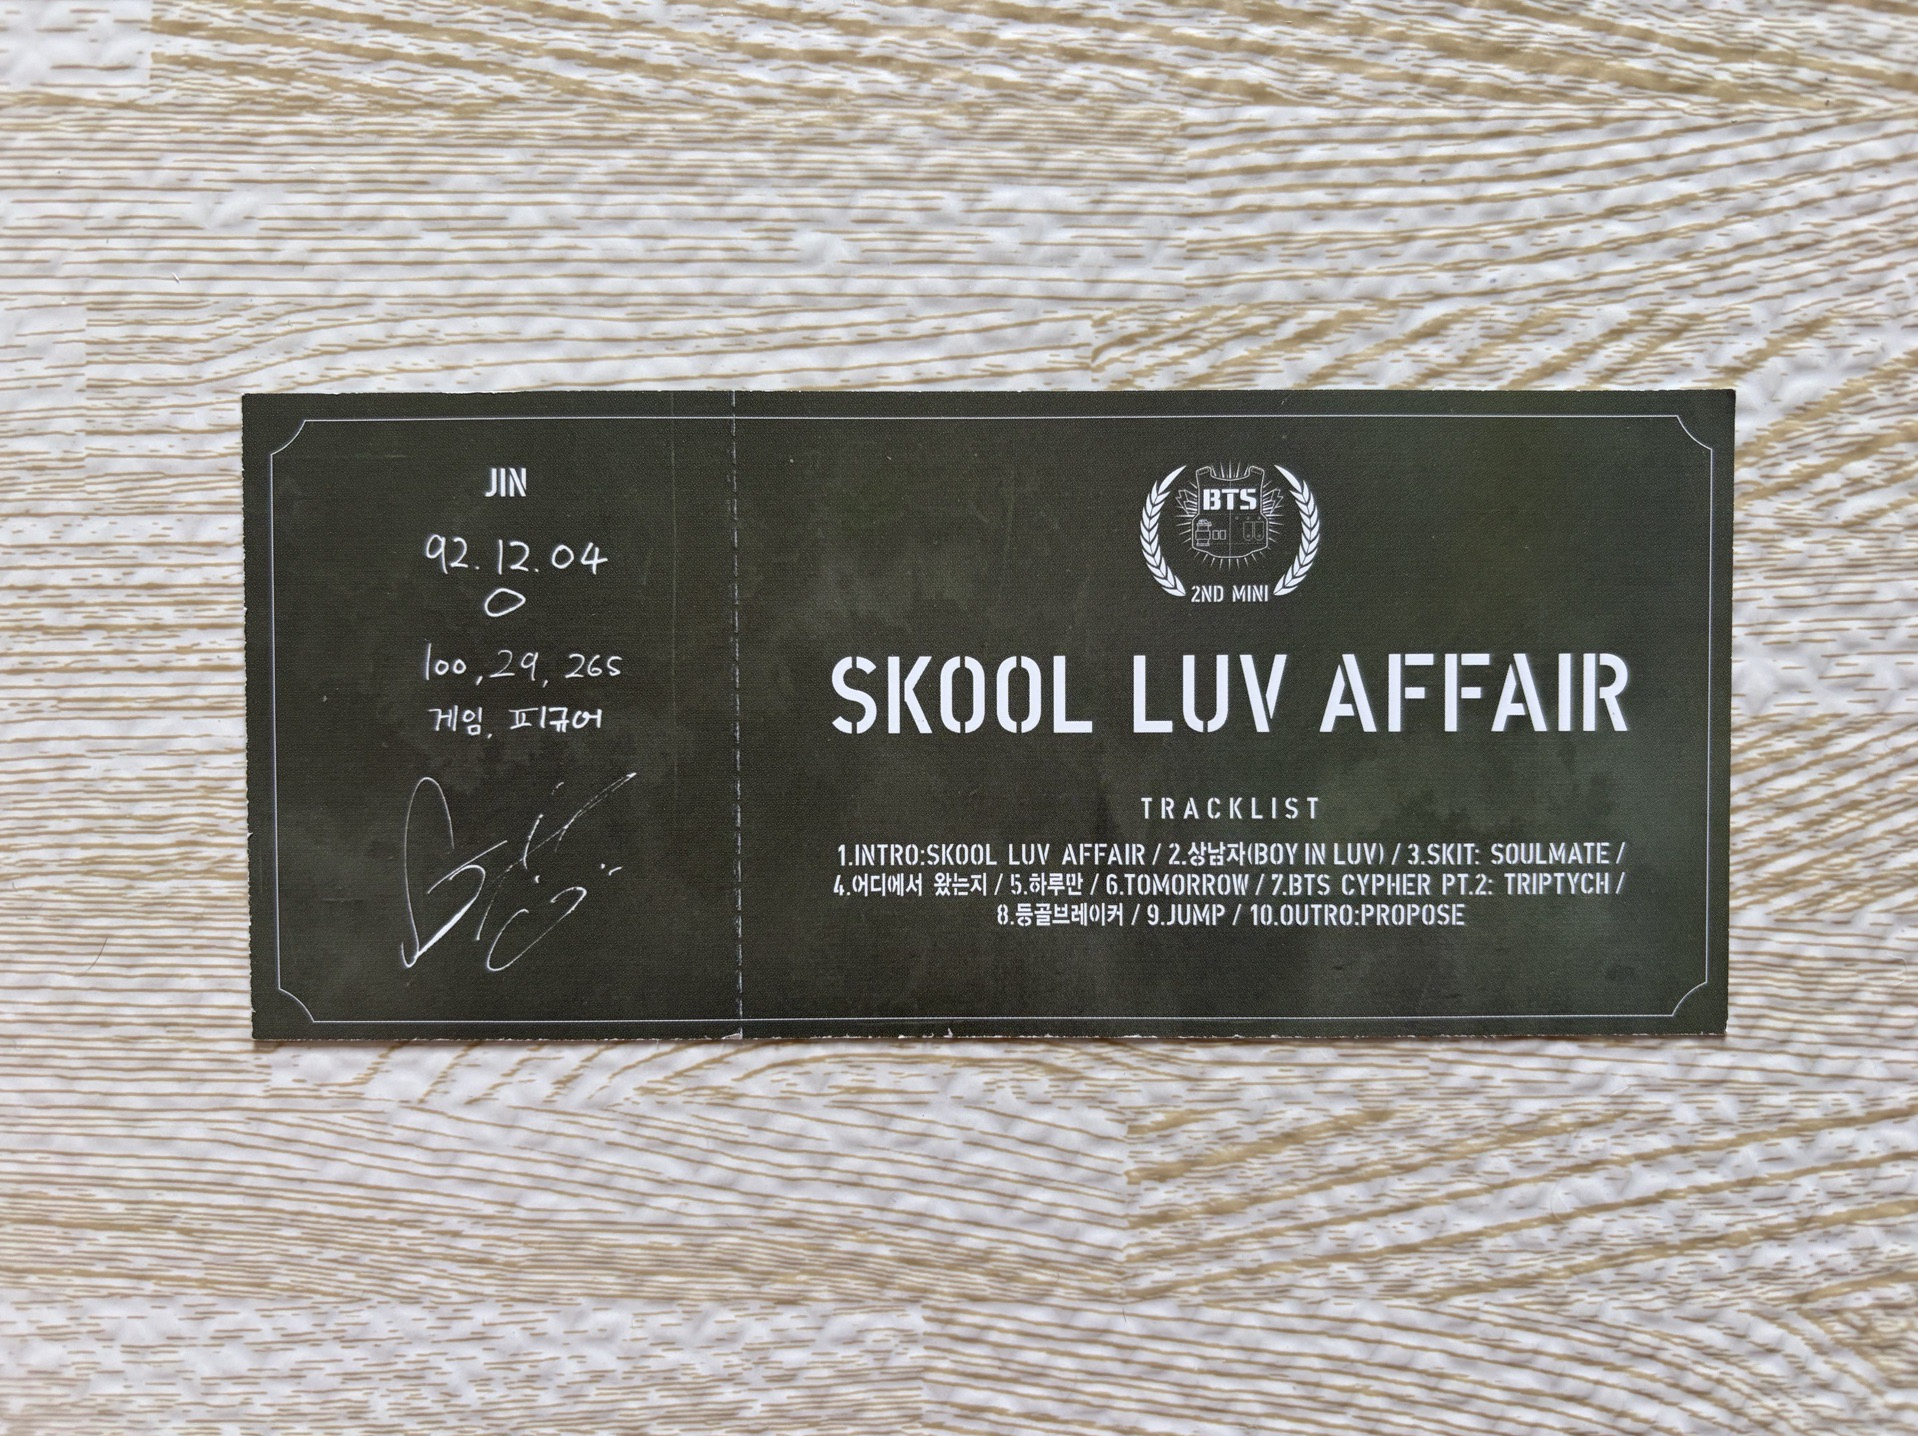 JIN
92.12.04
O
100, 29, 265
게임, 피규어
BTS
2ND MINI
SKOOL LUV AFFAIR
TRACKLIST
1.INTRO:SKOOL LUV AFFAIR / 2.상남자(BOY IN LUV) / 3.SKIT: SOULMATE /
4.어디에서 왔는지 / 5.하루만 / 6.TOMORROW / 7.BTS CYPHER PT.2: TRIPTYCH /
8.등골브레이커 / 9.JUMP / 10.OUTRO:PROPOSE